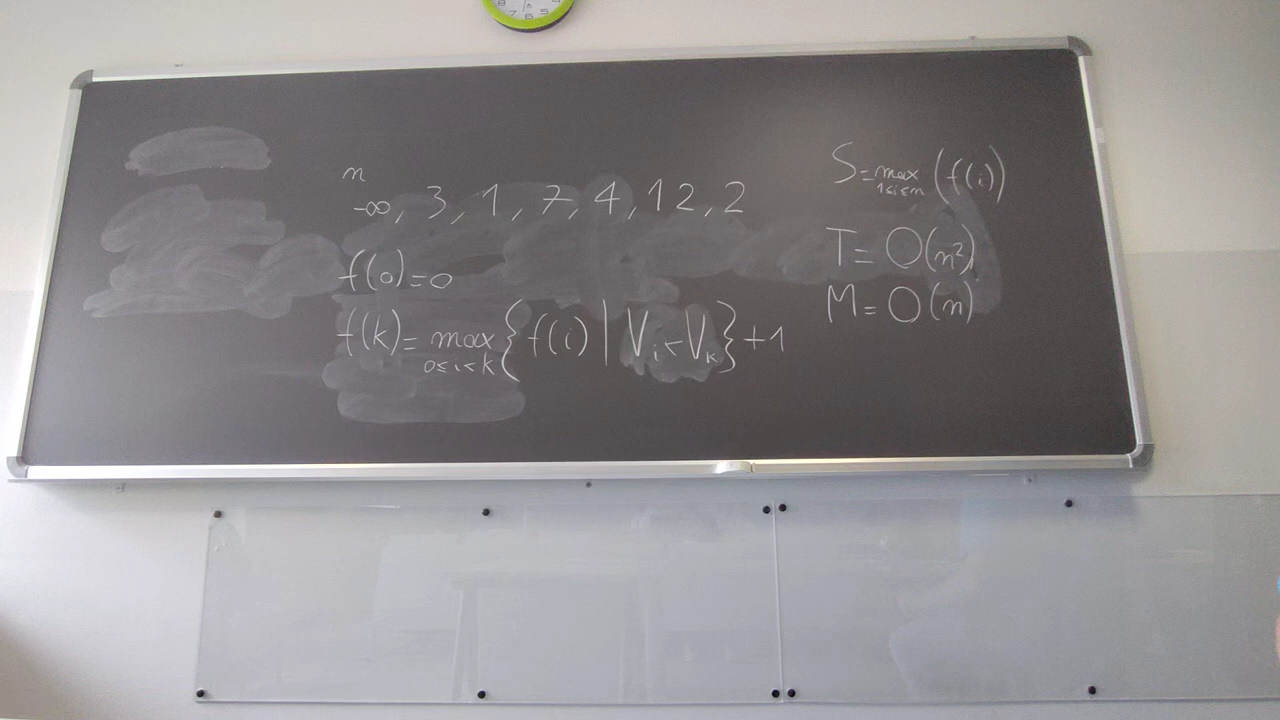 n
-∞, 3, 1, 7, 4, 12, 2
f(0)=0
f(k)= max {f(i) | Vi < Vk} +1
0≤i<k
S= max (f(i))
1≤i≤n
T= O(n²)
M= O(n)